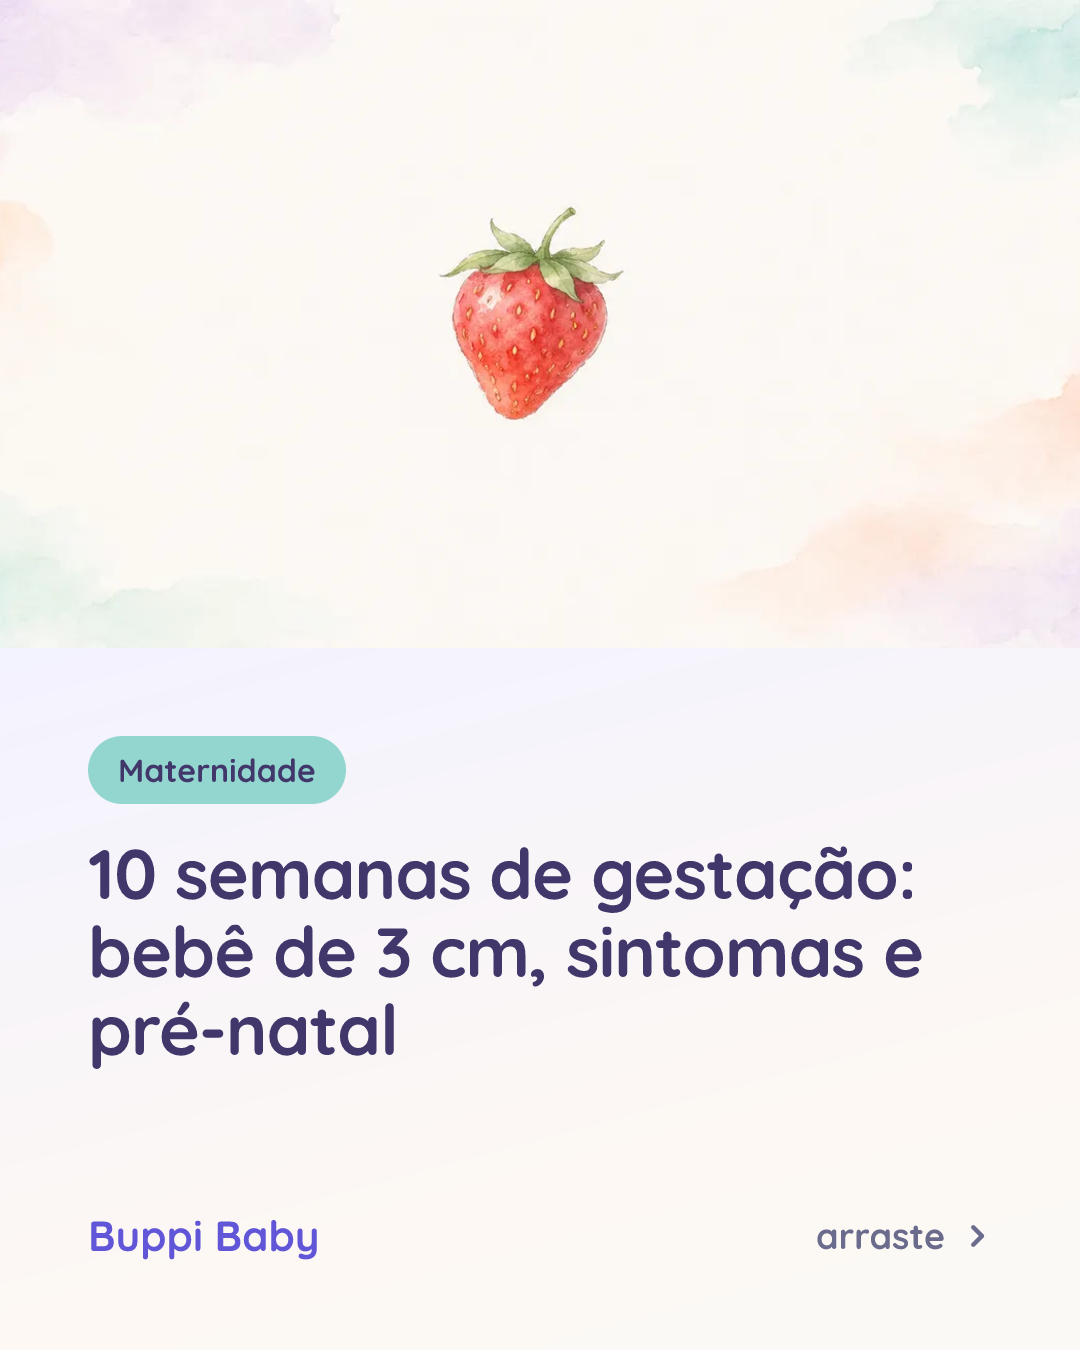 Maternidade
10 semanas de gestação:
bebê de 3 cm, sintomas e
pré-natal
Buppi Baby
arraste